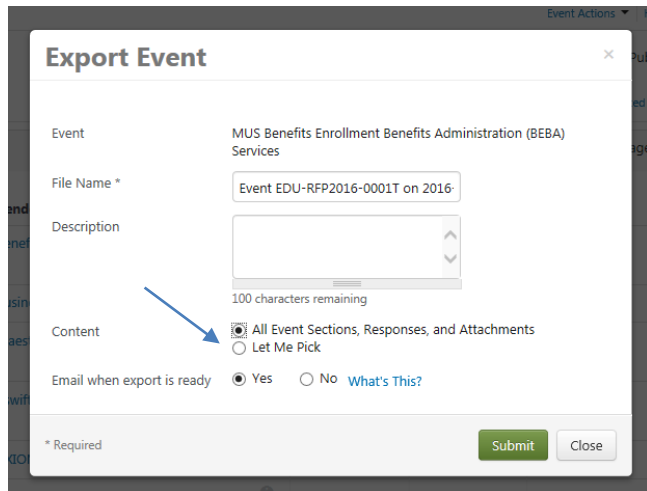 Event Actions
Export Event
×
Event
MUS Benefits Enrollment Benefits Administration (BEBA)
Services
File Name *
Event EDU-RFP2016-0001T on 2016-
Description
100 characters remaining
Content
All Event Sections, Responses, and Attachments
Let Me Pick
Email when export is ready
Yes
No
What's This?
* Required
Submit
Close